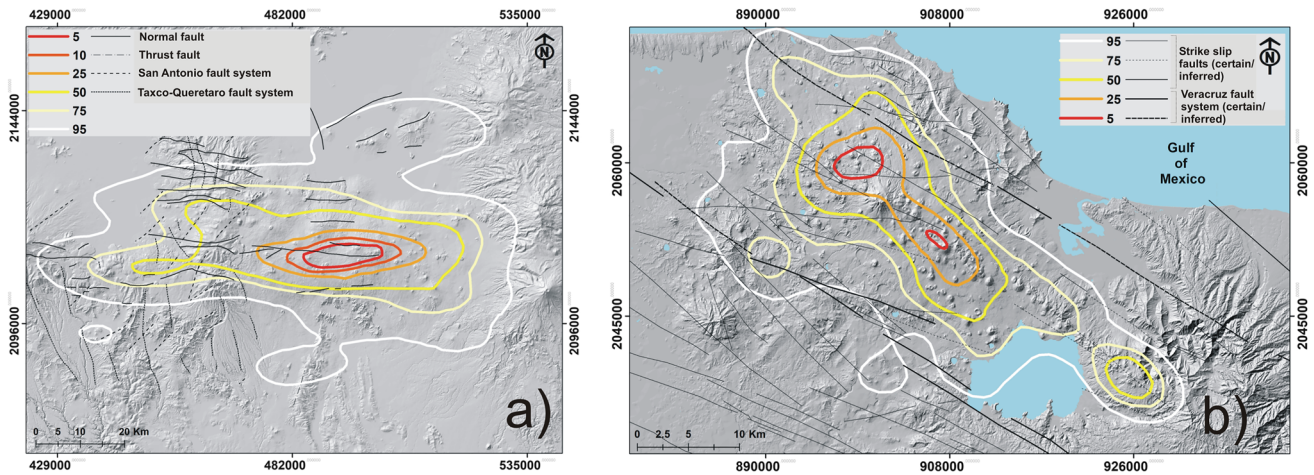 429000 482000 535000
5 Normal fault
10 Thrust fault
25 San Antonio fault system
50 Taxco-Queretaro fault system
75
95
N
2144000 2144000
2096000 2096000
0 5 10 20 Km
a)
429000 482000 535000
890000 908000 926000
95
75 Strike slip
50 faults (certain/
inferred)
25 Veracruz fault
5 system (certain/
inferred)
N
Gulf
of
Mexico
2060000 2060000
2045000 2045000
0 2.5 5 10 Km
b)
890000 908000 926000